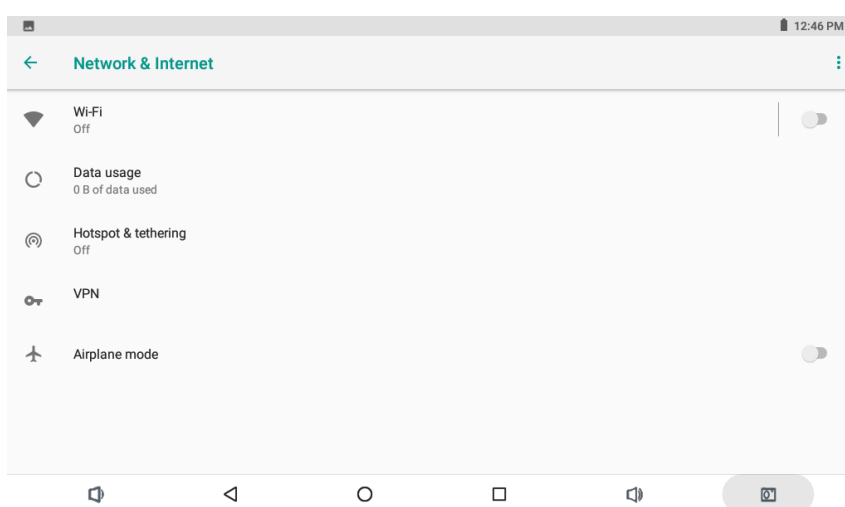 12:46 PM
Network & Internet
Wi-Fi
Off
Data usage
0 B of data used
Hotspot & tethering
Off
VPN
Airplane mode